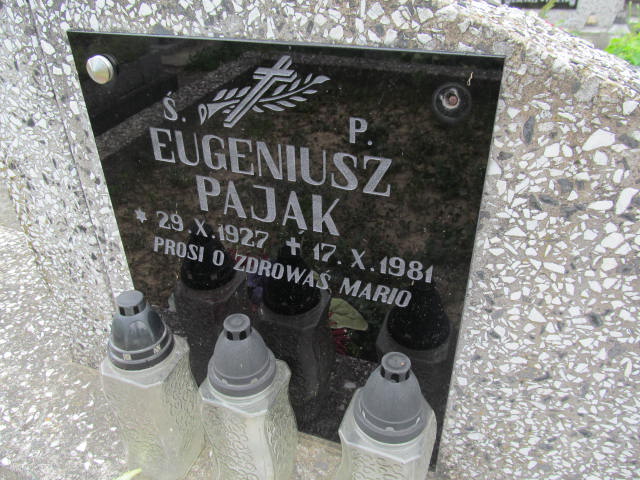 Ś. P.
EUGENIUSZ
PAJĄK
* 29.X.1927 + 17.X.1981
PROSI O ZDROWAŚ MARIO